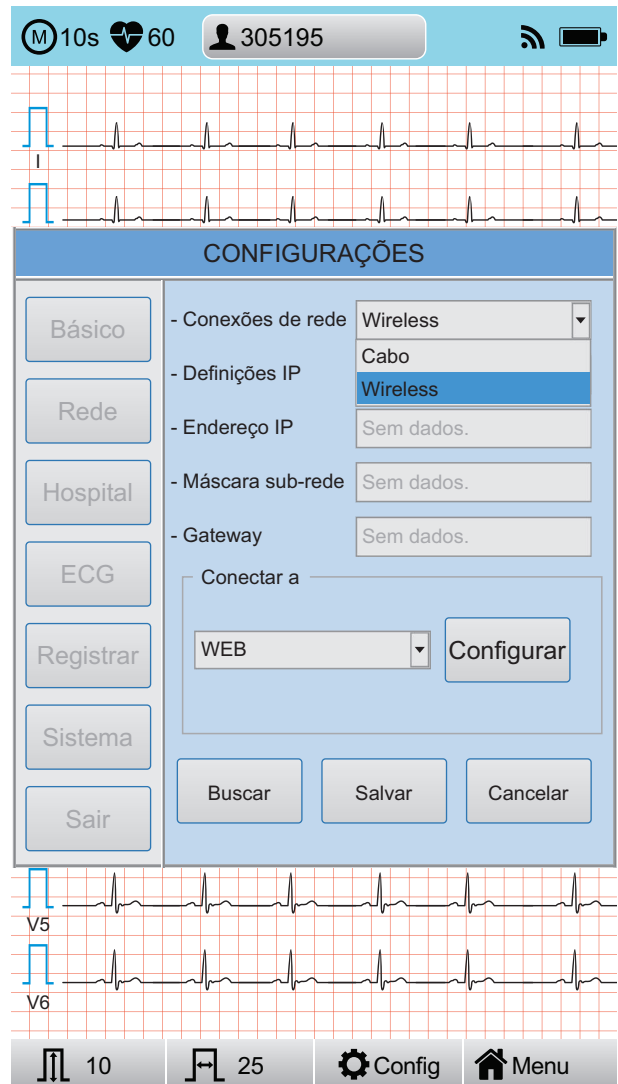 M 10s 60 305195
I
CONFIGURAÇÕES
Básico
Rede
Hospital
ECG
Registrar
Sistema
Sair
- Conexões de rede Wireless
Cabo
Wireless
- Definições IP
- Endereço IP Sem dados.
- Máscara sub-rede Sem dados.
- Gateway Sem dados.
Conectar a
WEB Configurar
Buscar Salvar Cancelar
V5
V6
10 25 Config Menu